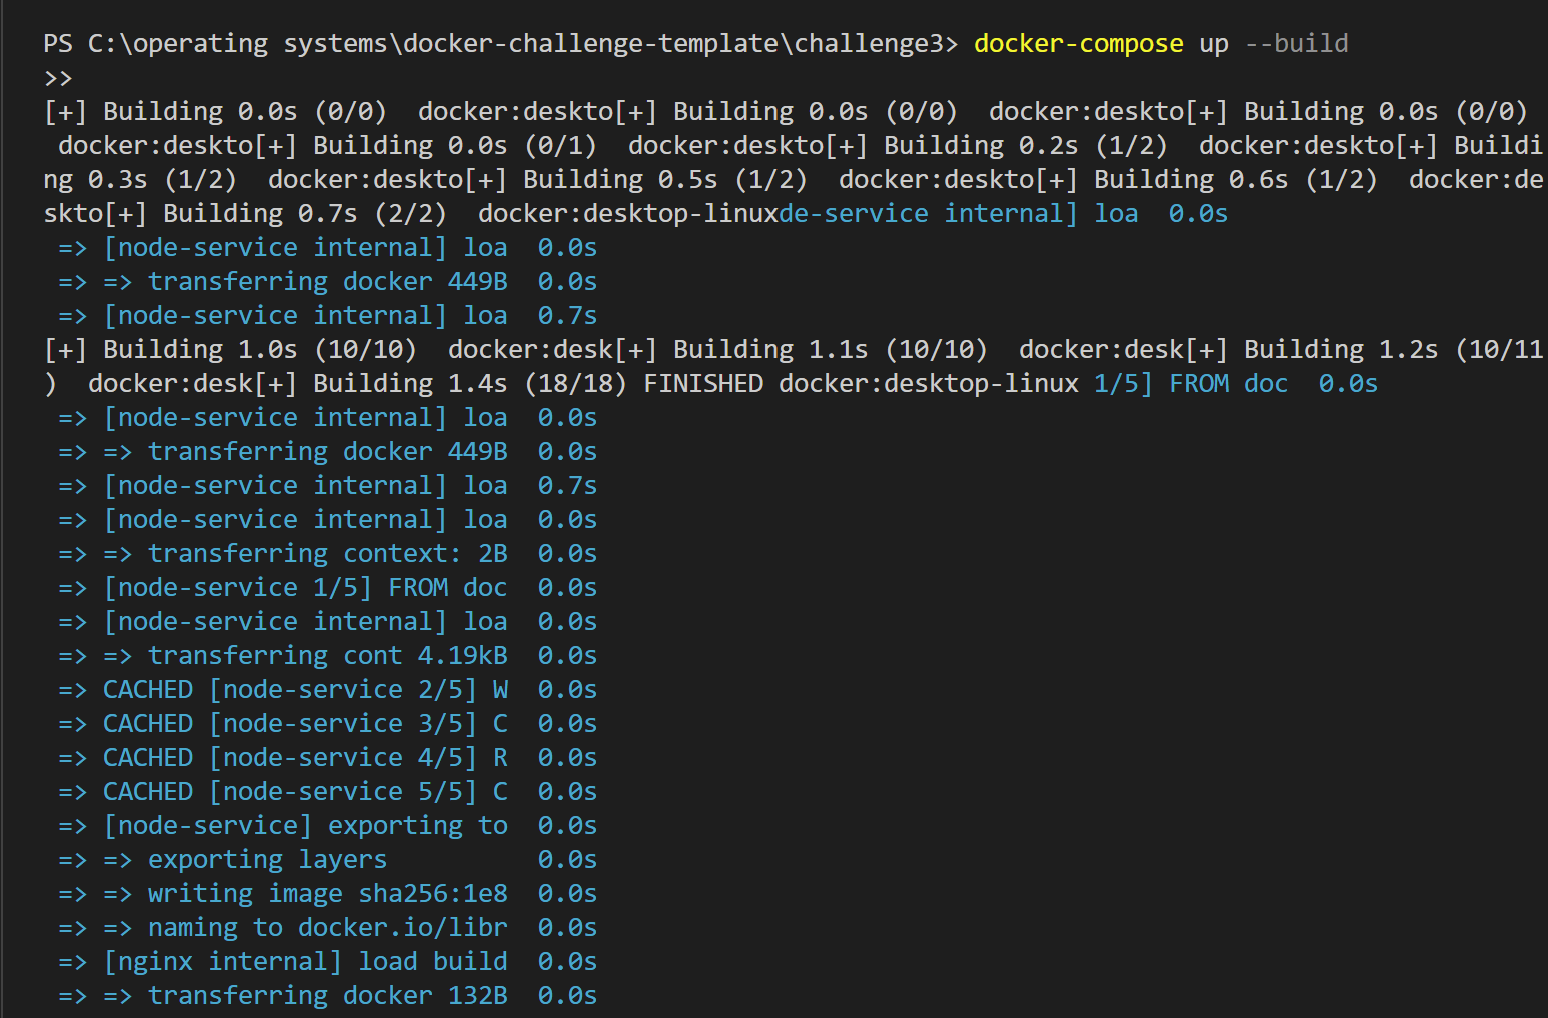 PS C:\operating systems\docker-challenge-template\challenge3> docker-compose up --build
>>
[+] Building 0.0s (0/0)  docker:deskto[+] Building 0.0s (0/0)  docker:deskto[+] Building 0.0s (0/0)
 docker:deskto[+] Building 0.0s (0/1)  docker:deskto[+] Building 0.2s (1/2)  docker:deskto[+] Buildi
ng 0.3s (1/2)  docker:deskto[+] Building 0.5s (1/2)  docker:deskto[+] Building 0.6s (1/2)  docker:de
skto[+] Building 0.7s (2/2)  docker:desktop-linuxde-service internal] loa  0.0s
 => [node-service internal] loa  0.0s
 => => transferring docker 449B  0.0s
 => [node-service internal] loa  0.7s
[+] Building 1.0s (10/10)  docker:desk[+] Building 1.1s (10/10)  docker:desk[+] Building 1.2s (10/11
)  docker:desk[+] Building 1.4s (18/18) FINISHED docker:desktop-linux 1/5] FROM doc  0.0s
 => [node-service internal] loa  0.0s
 => => transferring docker 449B  0.0s
 => [node-service internal] loa  0.7s
 => [node-service internal] loa  0.0s
 => => transferring context: 2B  0.0s
 => [node-service 1/5] FROM doc  0.0s
 => [node-service internal] loa  0.0s
 => => transferring cont 4.19kB  0.0s
 => CACHED [node-service 2/5] W  0.0s
 => CACHED [node-service 3/5] C  0.0s
 => CACHED [node-service 4/5] R  0.0s
 => CACHED [node-service 5/5] C  0.0s
 => [node-service] exporting to  0.0s
 => => exporting layers          0.0s
 => => writing image sha256:1e8  0.0s
 => => naming to docker.io/libr  0.0s
 => [nginx internal] load build  0.0s
 => => transferring docker 132B  0.0s